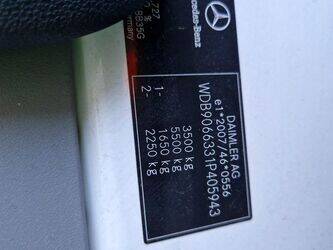 DAIMLER AG
e1*2007/46*0556
WDB9066331P405943
3500 kg
5500 kg
1- 1650 kg
2- 2250 kg
Mercedes-Benz